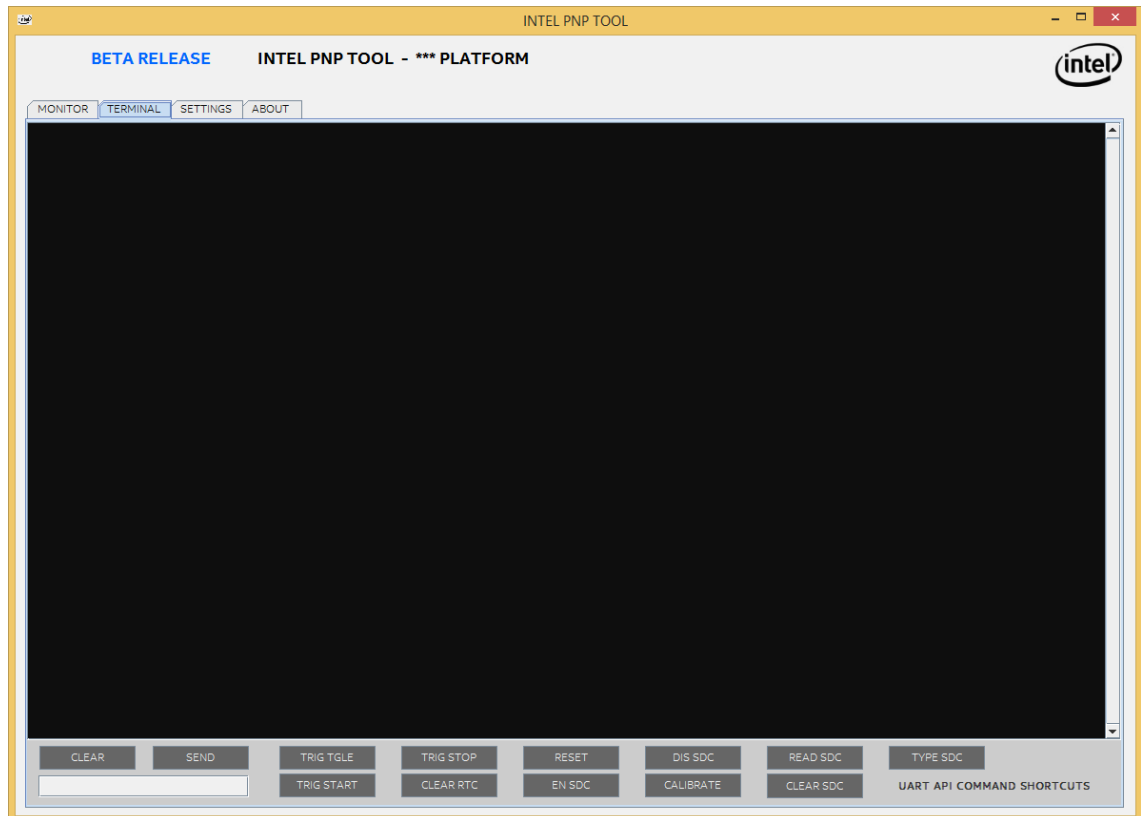 INTEL PNP TOOL
BETA RELEASE INTEL PNP TOOL - *** PLATFORM
intel
MONITOR TERMINAL SETTINGS ABOUT
CLEAR SEND TRIG TGLE TRIG STOP RESET DIS SDC READ SDC TYPE SDC
TRIG START CLEAR RTC EN SDC CALIBRATE CLEAR SDC UART API COMMAND SHORTCUTS